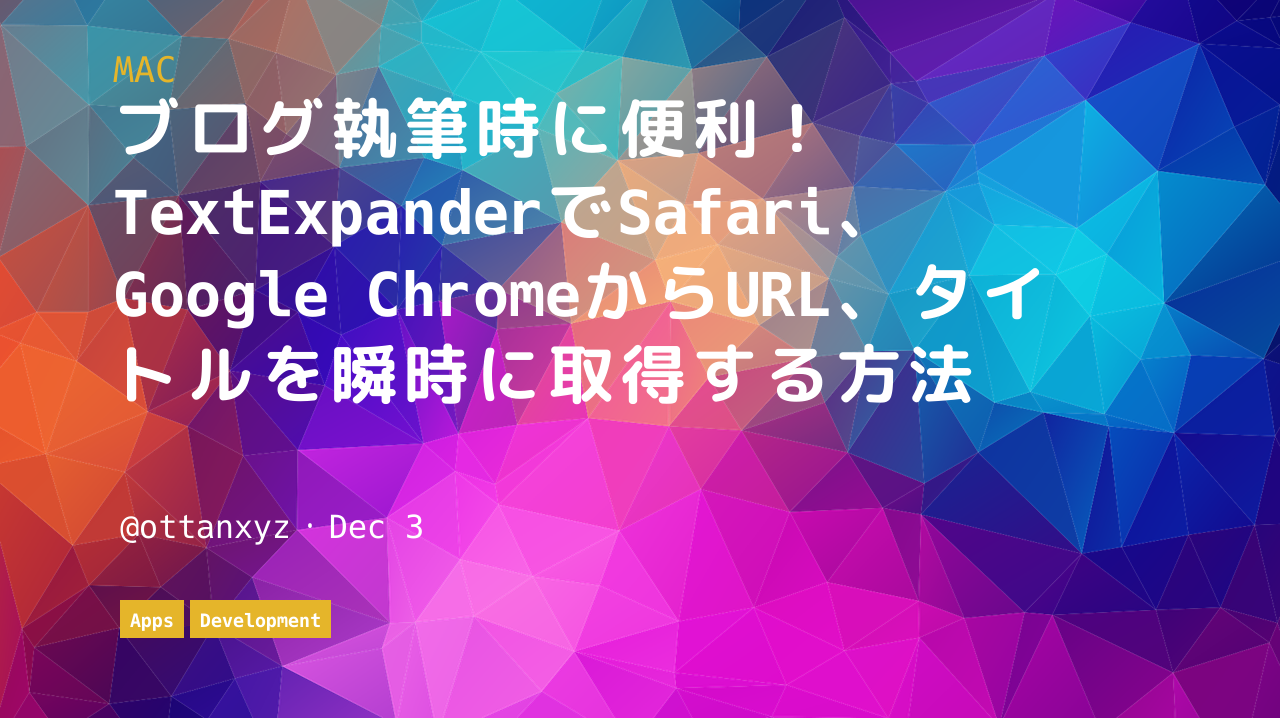 MAC
ブログ執筆時に便利！
TextExpanderでSafari、
Google ChromeからURL、タイ
トルを瞬時に取得する方法
@ottanxyz・Dec 3
Apps Development